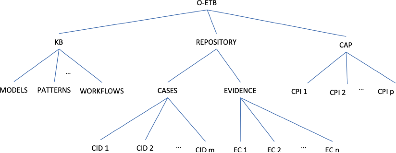 O-ETB
KB REPOSITORY CAP
... 
MODELS PATTERNS WORKFLOWS CASES EVIDENCE CPI 1 CPI 2 ... CPI p
CID 1 CID 2 ... CID m EC 1 EC 2 ... EC n